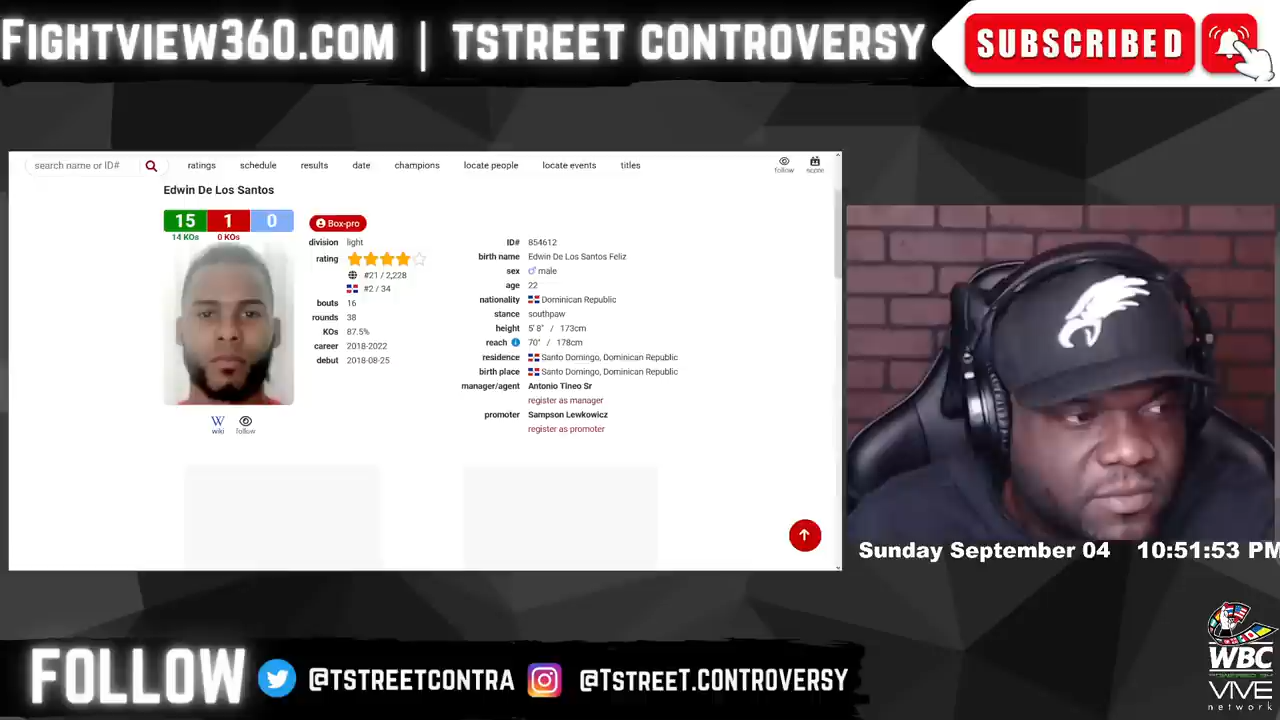 FIGHTVIEW360.COM | TSTREET CONTROVERSY
SUBSCRIBED
search name or ID#
ratings schedule results date champions locate people locate events titles
follow
Edwin De Los Santos
15 1 0
14 KOs 0 KOs
Box-pro
division light
rating
#21 / 2,228
#2 / 34
bouts 16
rounds 38
KOs 87.5%
career 2018-2022
debut 2018-08-25
wiki follow
ID# 854612
birth name Edwin De Los Santos Feliz
sex ♂ male
age 22
nationality Dominican Republic
stance southpaw
height 5' 8" / 173cm
reach 70" / 178cm
residence Santo Domingo, Dominican Republic
birth place Santo Domingo, Dominican Republic
manager/agent Antonio Tineo Sr
register as manager
promoter Sampson Lewkowicz
register as promoter
Sunday September 04 10:51:53 PM
FOLLOW @TSTREETCONTRA @TSTREET.CONTROVERSY
WBC
POWERED BY
VIVE
network